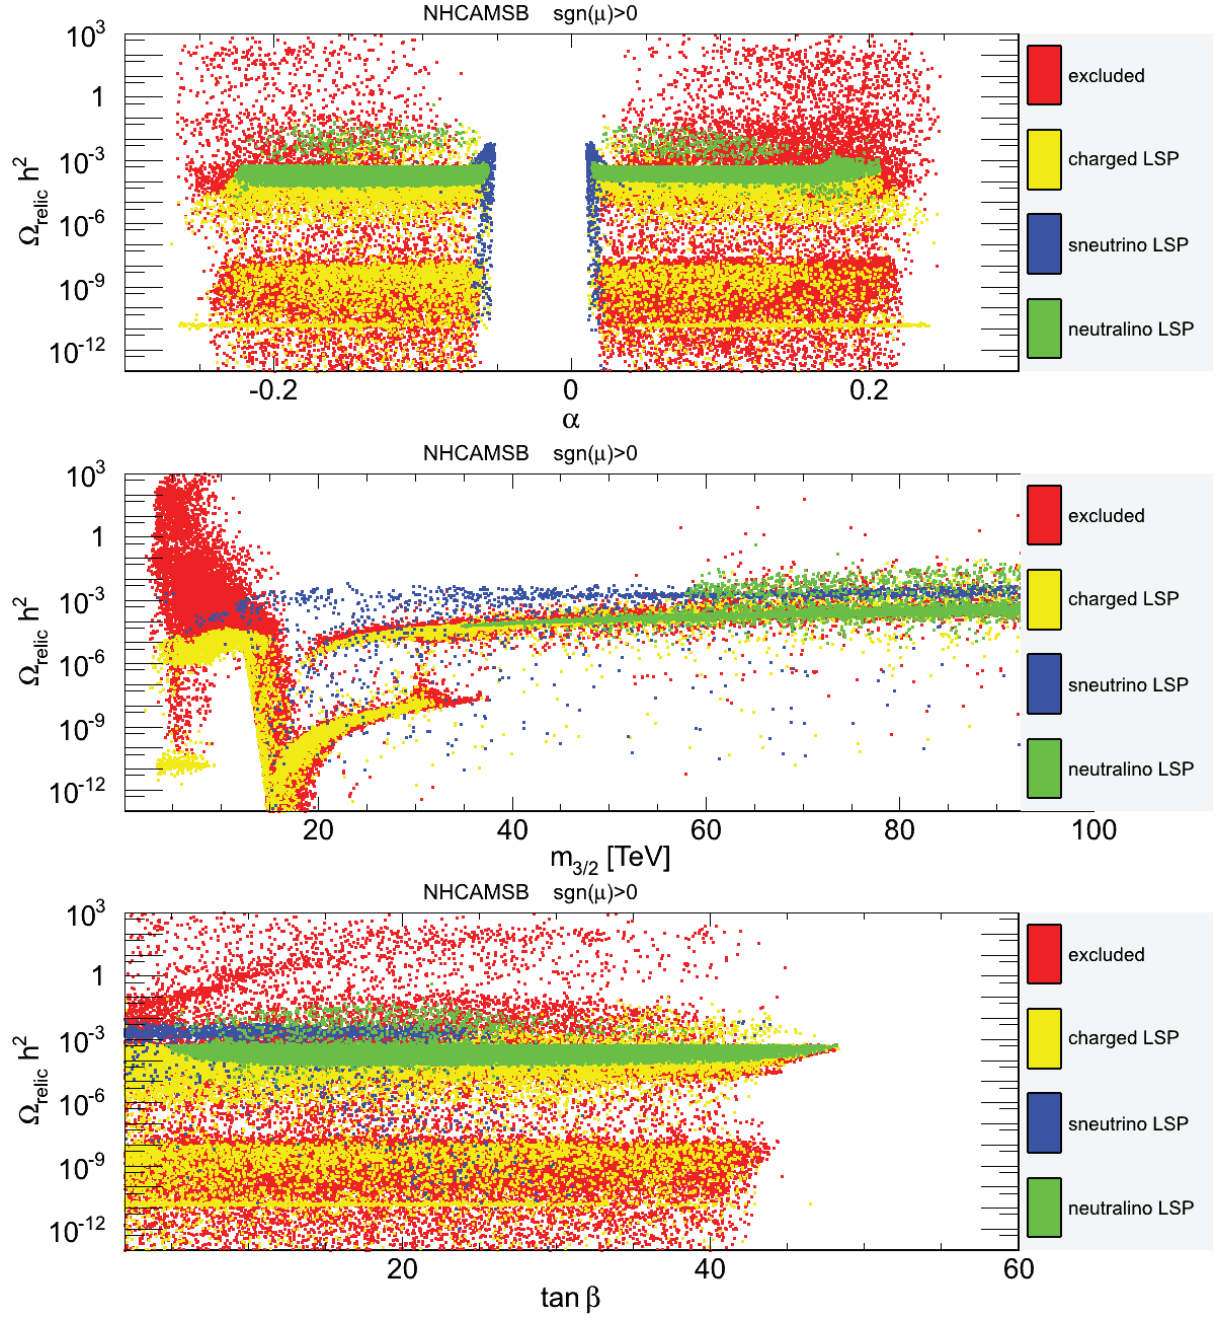 NHCAMSB sgn(μ)>0
10³
1
10⁻³
10⁻⁶
10⁻⁹
10⁻¹²
Ω_relic h²
-0.2 0 0.2
α
excluded
charged LSP
sneutrino LSP
neutralino LSP
NHCAMSB sgn(μ)>0
10³
1
10⁻³
10⁻⁶
10⁻⁹
10⁻¹²
Ω_relic h²
20 40 60 80 100
m_3/2 [TeV]
excluded
charged LSP
sneutrino LSP
neutralino LSP
NHCAMSB sgn(μ)>0
10³
1
10⁻³
10⁻⁶
10⁻⁹
10⁻¹²
Ω_relic h²
20 40 60
tan β
excluded
charged LSP
sneutrino LSP
neutralino LSP